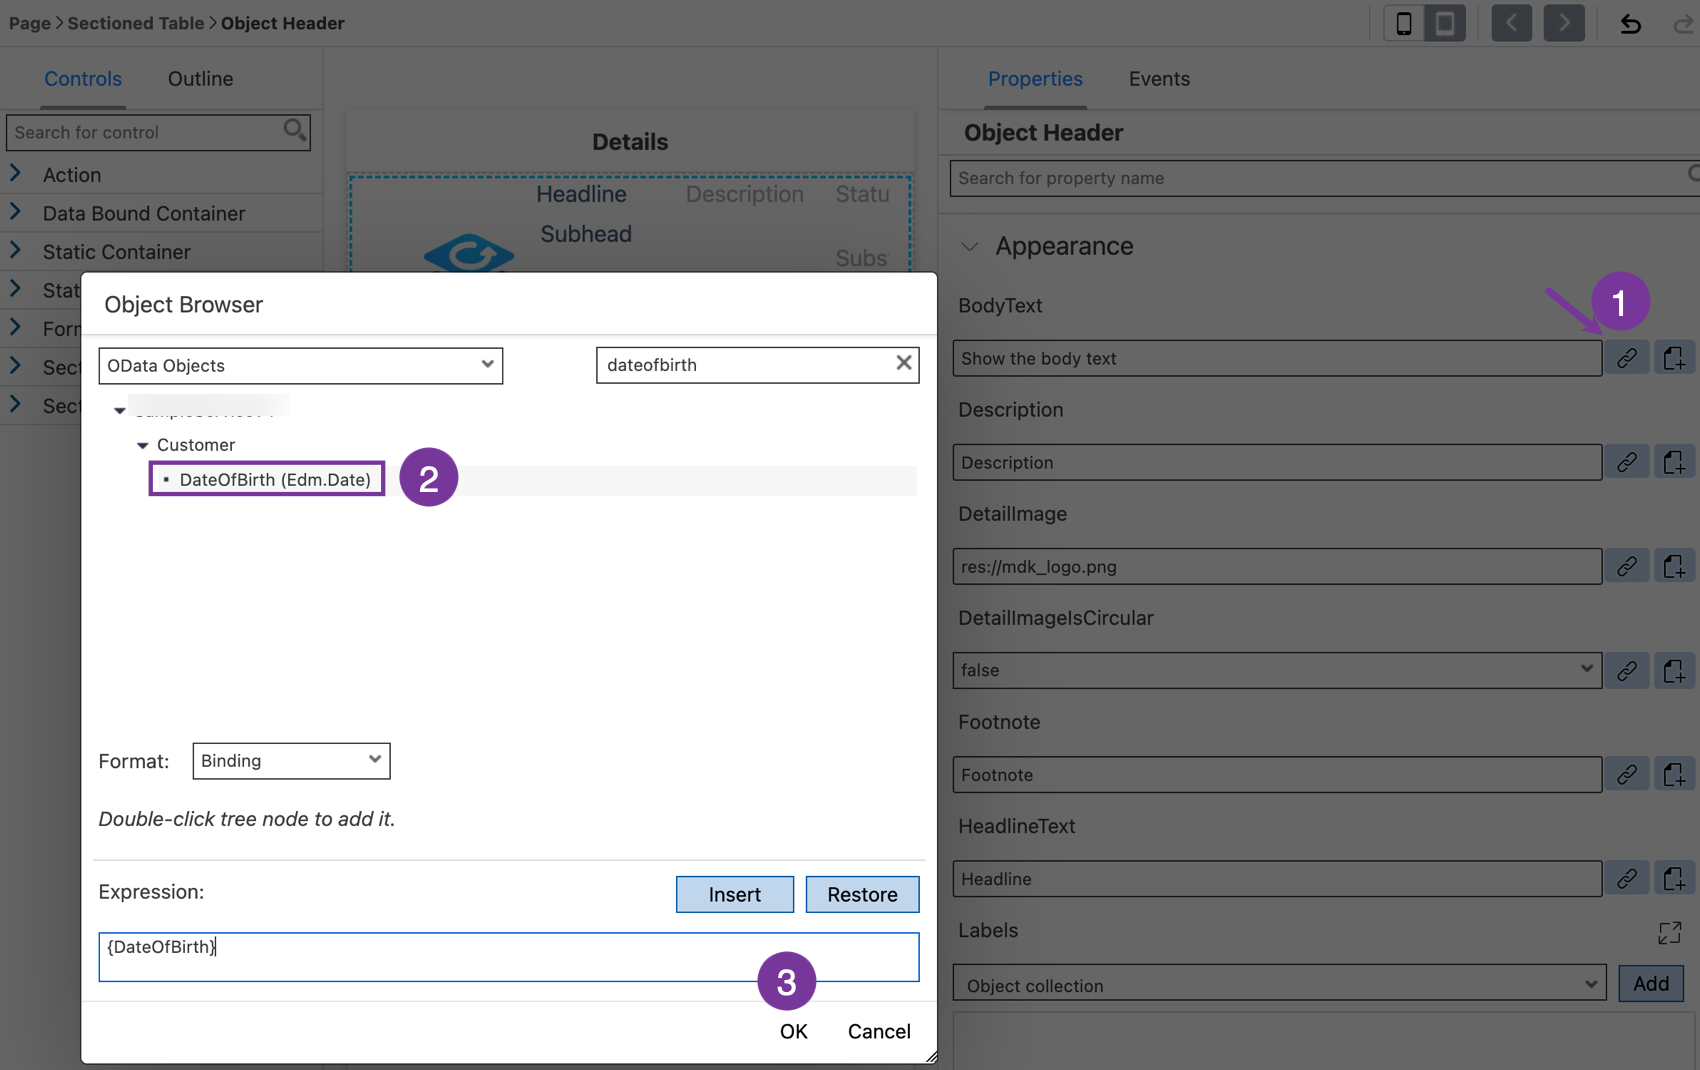 Page > Sectioned Table > Object Header
Controls
Outline
Search for control
Action
Data Bound Container
Static Container
Stat
Forr
Sect
Sect
Details
Headline
Description
Statu
Subhead
Subs
Properties
Events
Object Header
Search for property name
Appearance
BodyText
1
Show the body text
Description
Description
DetailImage
res://mdk_logo.png
DetailImageIsCircular
false
Footnote
Footnote
HeadlineText
Headline
Labels
Object collection
Add
Object Browser
OData Objects
dateofbirth
Customer
DateOfBirth (Edm.Date)
2
Format:
Binding
Double-click tree node to add it.
Expression:
Insert
Restore
{DateOfBirth}
3
OK
Cancel